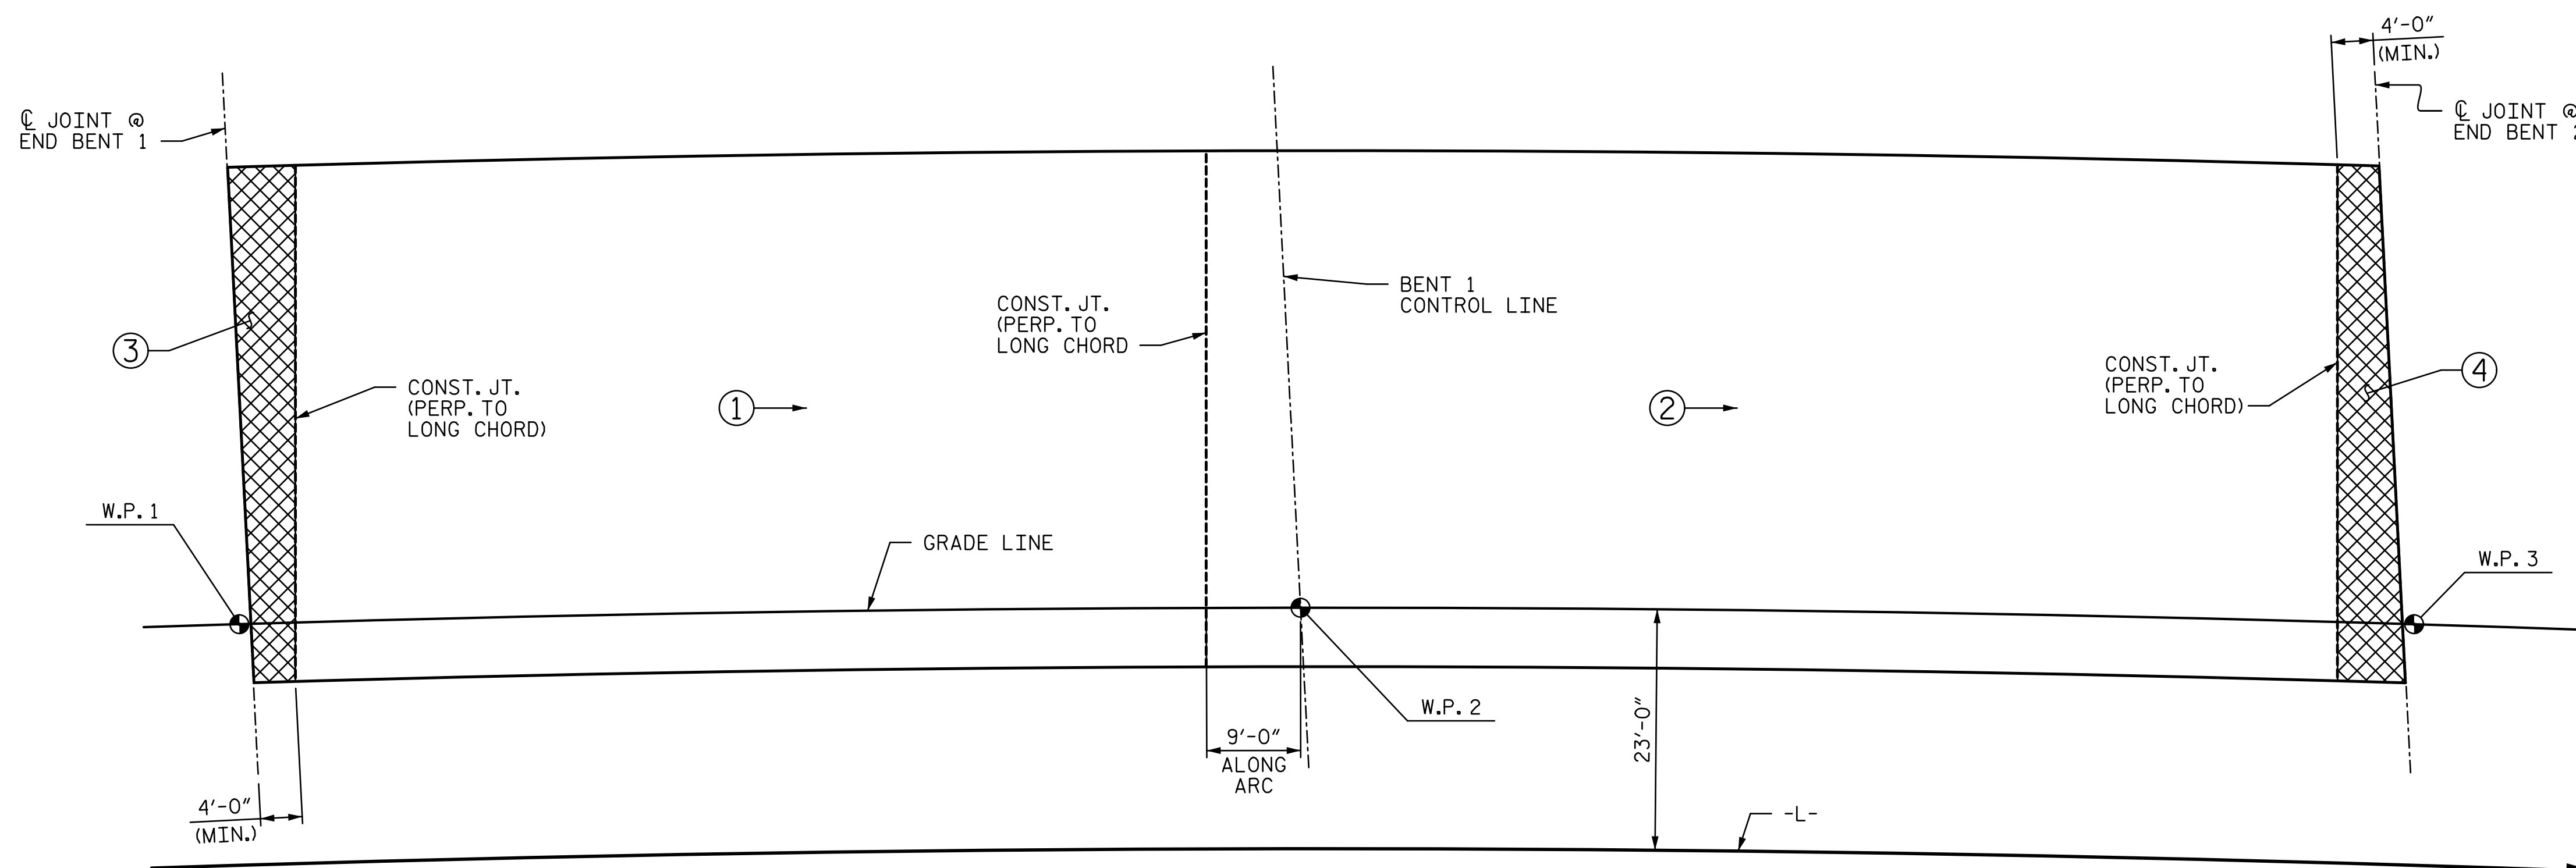 4'-0"
(MIN.)
℄ JOINT @
END BENT 1
℄ JOINT @
END BENT
BENT 1
CONTROL LINE
CONST. JT.
(PERP. TO
LONG CHORD
3
CONST. JT.
(PERP. TO
LONG CHORD)
1
2
CONST. JT.
(PERP. TO
LONG CHORD)
4
W.P. 1
GRADE LINE
W.P. 3
W.P. 2
9'-0"
ALONG
ARC
23'-0"
4'-0"
(MIN.)
-L-